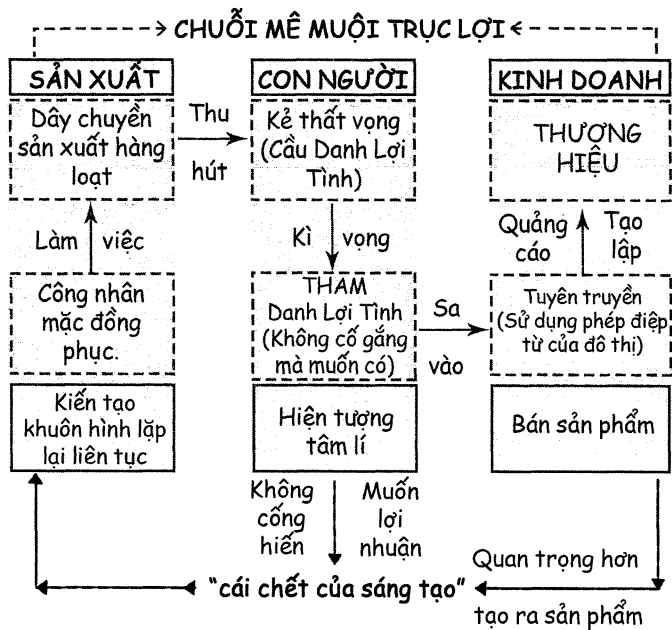 CHUỖI MÊ MUỘI TRỤC LỢI
SẢN XUẤT
Dây chuyền
sản xuất hàng
loạt
Làm việc
Công nhân
mặc đồng
phục.
Kiến tạo
khuôn hình lặp
lại liên tục
Thu
hút
CON NGƯỜI
Kẻ thất vọng
(Cầu Danh Lợi
Tình)
Kì vọng
THAM
Danh Lợi Tình
(Không cố gắng
mà muốn có)
Hiện tượng
tâm lí
Không
cống
hiến
Muốn
lợi
nhuận
Sa
vào
KINH DOANH
THƯƠNG
HIỆU
Quảng
cáo
Tạo
lập
Tuyên truyền
(Sử dụng phép điệp
từ của đô thị)
Bán sản phẩm
Quan trọng hơn
tạo ra sản phẩm
“cái chết của sáng tạo”